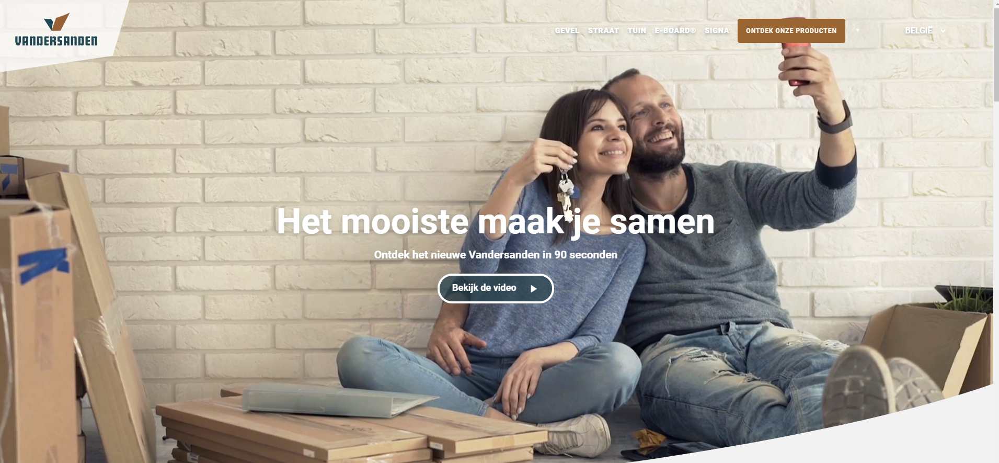 VANDERSANDEN
GEVEL STRAAT TUIN E-BOARD® SIGNA ONTDEK ONZE PRODUCTEN BELGIË
Het mooiste maak je samen
Ontdek het nieuwe Vandersanden in 90 seconden
Bekijk de video